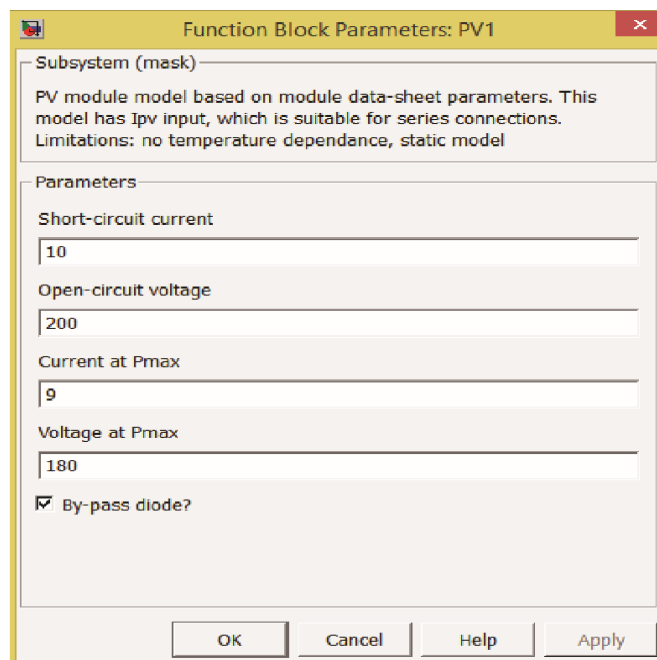 Function Block Parameters: PV1
Subsystem (mask)
PV module model based on module data-sheet parameters. This
model has Ipv input, which is suitable for series connections.
Limitations: no temperature dependance, static model
Parameters
Short-circuit current
10
Open-circuit voltage
200
Current at Pmax
9
Voltage at Pmax
180
By-pass diode?
OK Cancel Help Apply